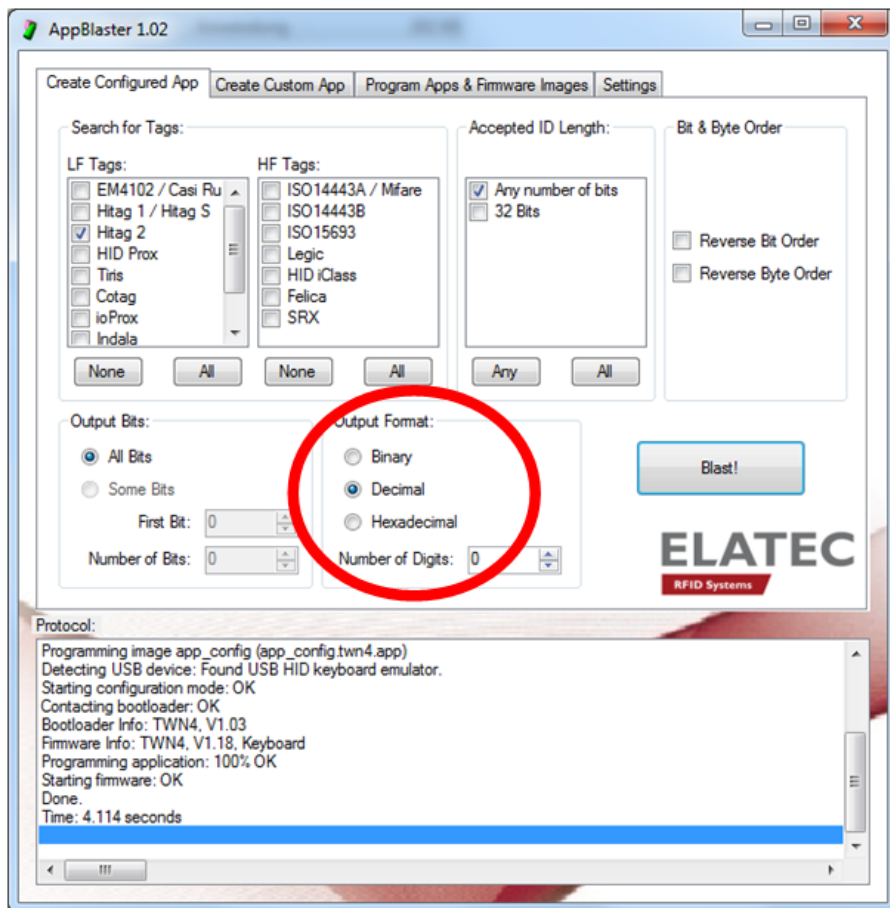 AppBlaster 1.02
Create Configured App
Create Custom App
Program Apps & Firmware Images
Settings
Search for Tags:
LF Tags:
EM4102 / Casi Ru
Hitag 1 / Hitag S
Hitag 2
HID Prox
Tiris
Cotag
ioProx
Indala
None
All
HF Tags:
ISO14443A / Mifare
ISO14443B
ISO15693
Legic
HID iClass
Felica
SRX
None
All
Accepted ID Length:
Any number of bits
32 Bits
Any
All
Bit & Byte Order
Reverse Bit Order
Reverse Byte Order
Output Bits:
All Bits
Some Bits
First Bit: 0
Number of Bits: 0
Output Format:
Binary
Decimal
Hexadecimal
Number of Digits: 0
Blast!
ELATEC
RFID Systems
Protocol:
Programming image app_config (app_config.twn4.app)
Detecting USB device: Found USB HID keyboard emulator.
Starting configuration mode: OK
Contacting bootloader: OK
Bootloader Info: TWN4, V1.03
Firmware Info: TWN4, V1.18, Keyboard
Programming application: 100% OK
Starting firmware: OK
Done.
Time: 4.114 seconds